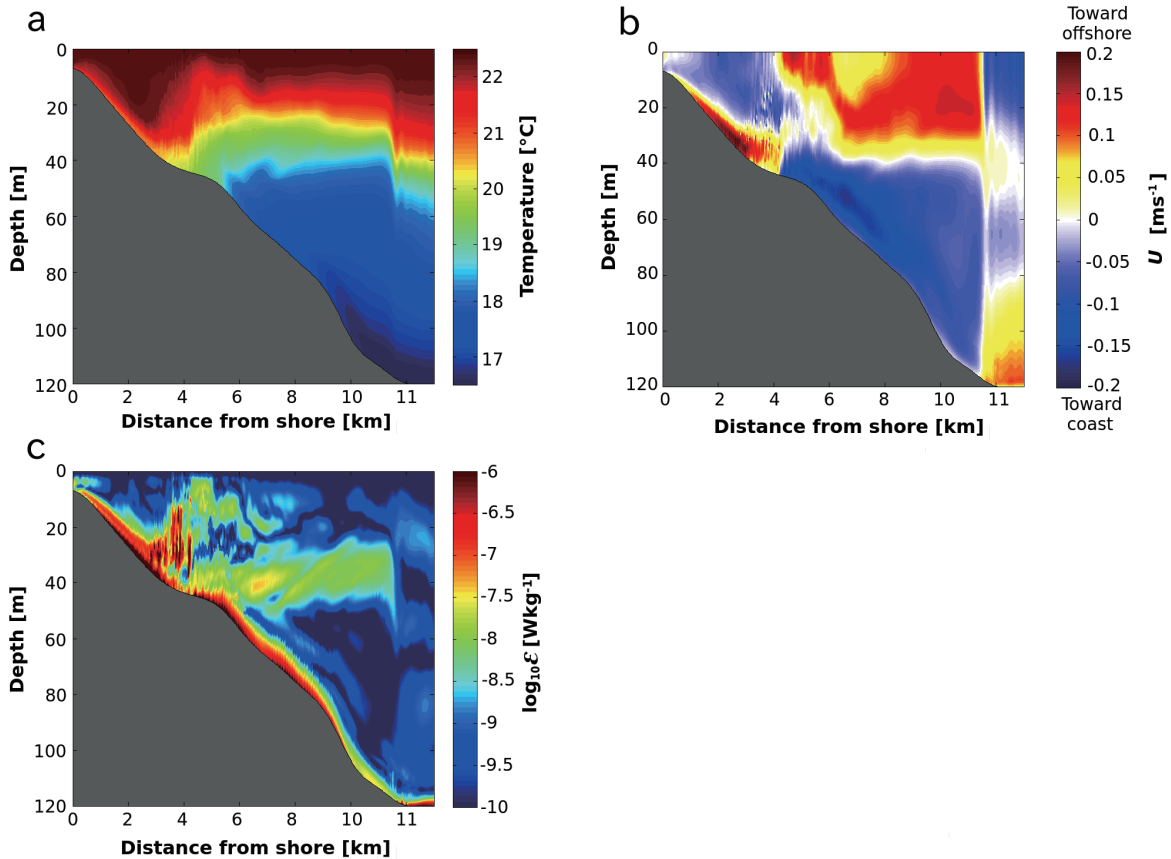 a
0
20
40
60
80
100
120
Depth [m]
0 2 4 6 8 10 11
Distance from shore [km]
22
21
20
19
18
17
Temperature [°C]
b
0
20
40
60
80
100
120
Depth [m]
0 2 4 6 8 10 11
Distance from shore [km]
Toward
offshore
0.2
0.15
0.1
0.05
0
-0.05
-0.1
-0.15
-0.2
Toward
coast
U [ms-1]
c
0
20
40
60
80
100
120
Depth [m]
0 2 4 6 8 10 11
Distance from shore [km]
-6
-6.5
-7
-7.5
-8
-8.5
-9
-9.5
-10
log10ε [Wkg-1]